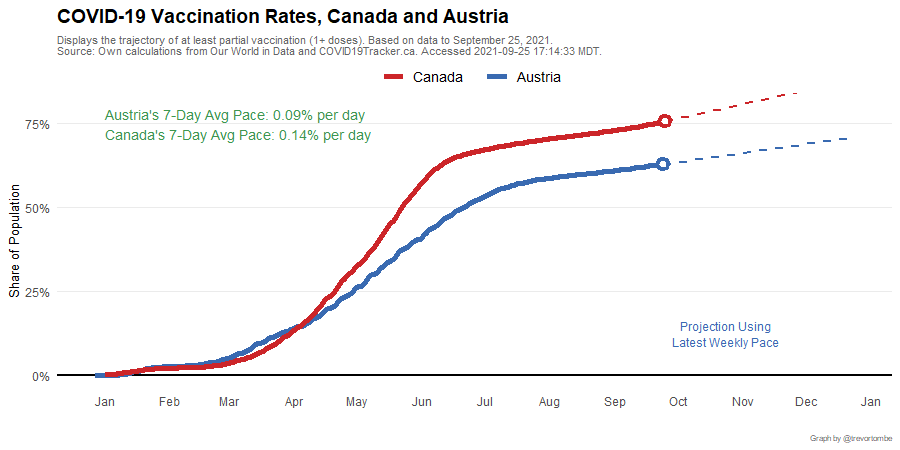 COVID-19 Vaccination Rates, Canada and Austria
Displays the trajectory of at least partial vaccination (1+ doses). Based on data to September 25, 2021.
Source: Own calculations from Our World in Data and COVID19Tracker.ca. Accessed 2021-09-25 17:14:33 MDT.
Canada Austria
Austria's 7-Day Avg Pace: 0.09% per day
Canada's 7-Day Avg Pace: 0.14% per day
Share of Population
75%
50%
25%
0%
Projection Using
Latest Weekly Pace
Jan Feb Mar Apr May Jun Jul Aug Sep Oct Nov Dec Jan
Graph by @trevortombe